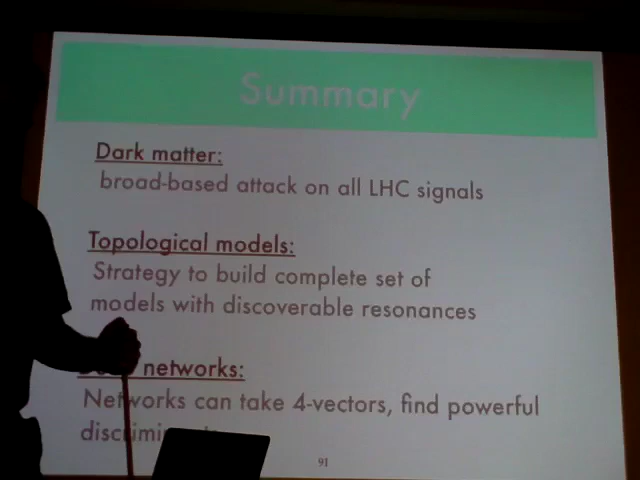 Summary
Dark matter:
broad-based attack on all LHC signals
Topological models:
Strategy to build complete set of
models with discoverable resonances
networks:
Networks can take 4-vectors, find powerful
91